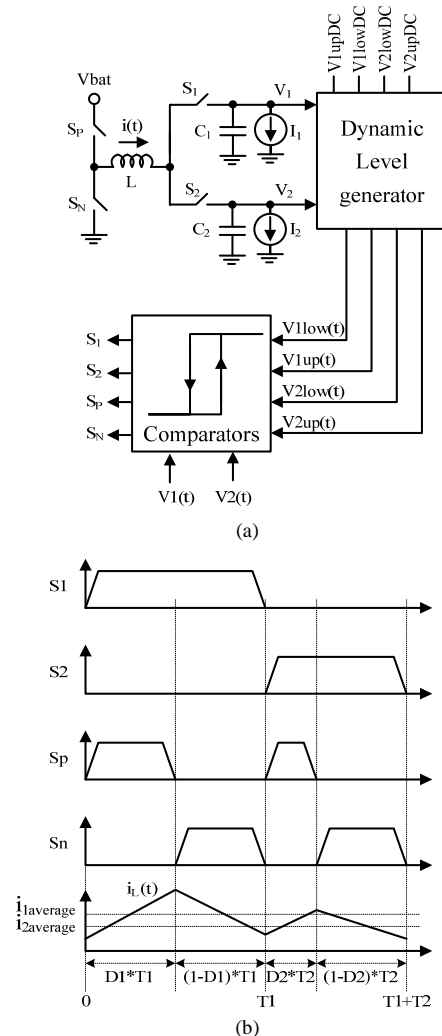 V1upDC
V1lowDC
V2lowDC
V2upDC
Vbat
SP
i(t)
L
SN
S1
V1
C1
I1
S2
V2
C2
I2
Dynamic
Level
generator
V1low(t)
V1up(t)
V2low(t)
V2up(t)
S1
S2
SP
SN
Comparators
V1(t)
V2(t)
(a)
S1
S2
Sp
Sn
iL(t)
i1average
i2average
D1*T1
(1-D1)*T1
D2*T2
(1-D2)*T2
0
T1
T1+T2
(b)